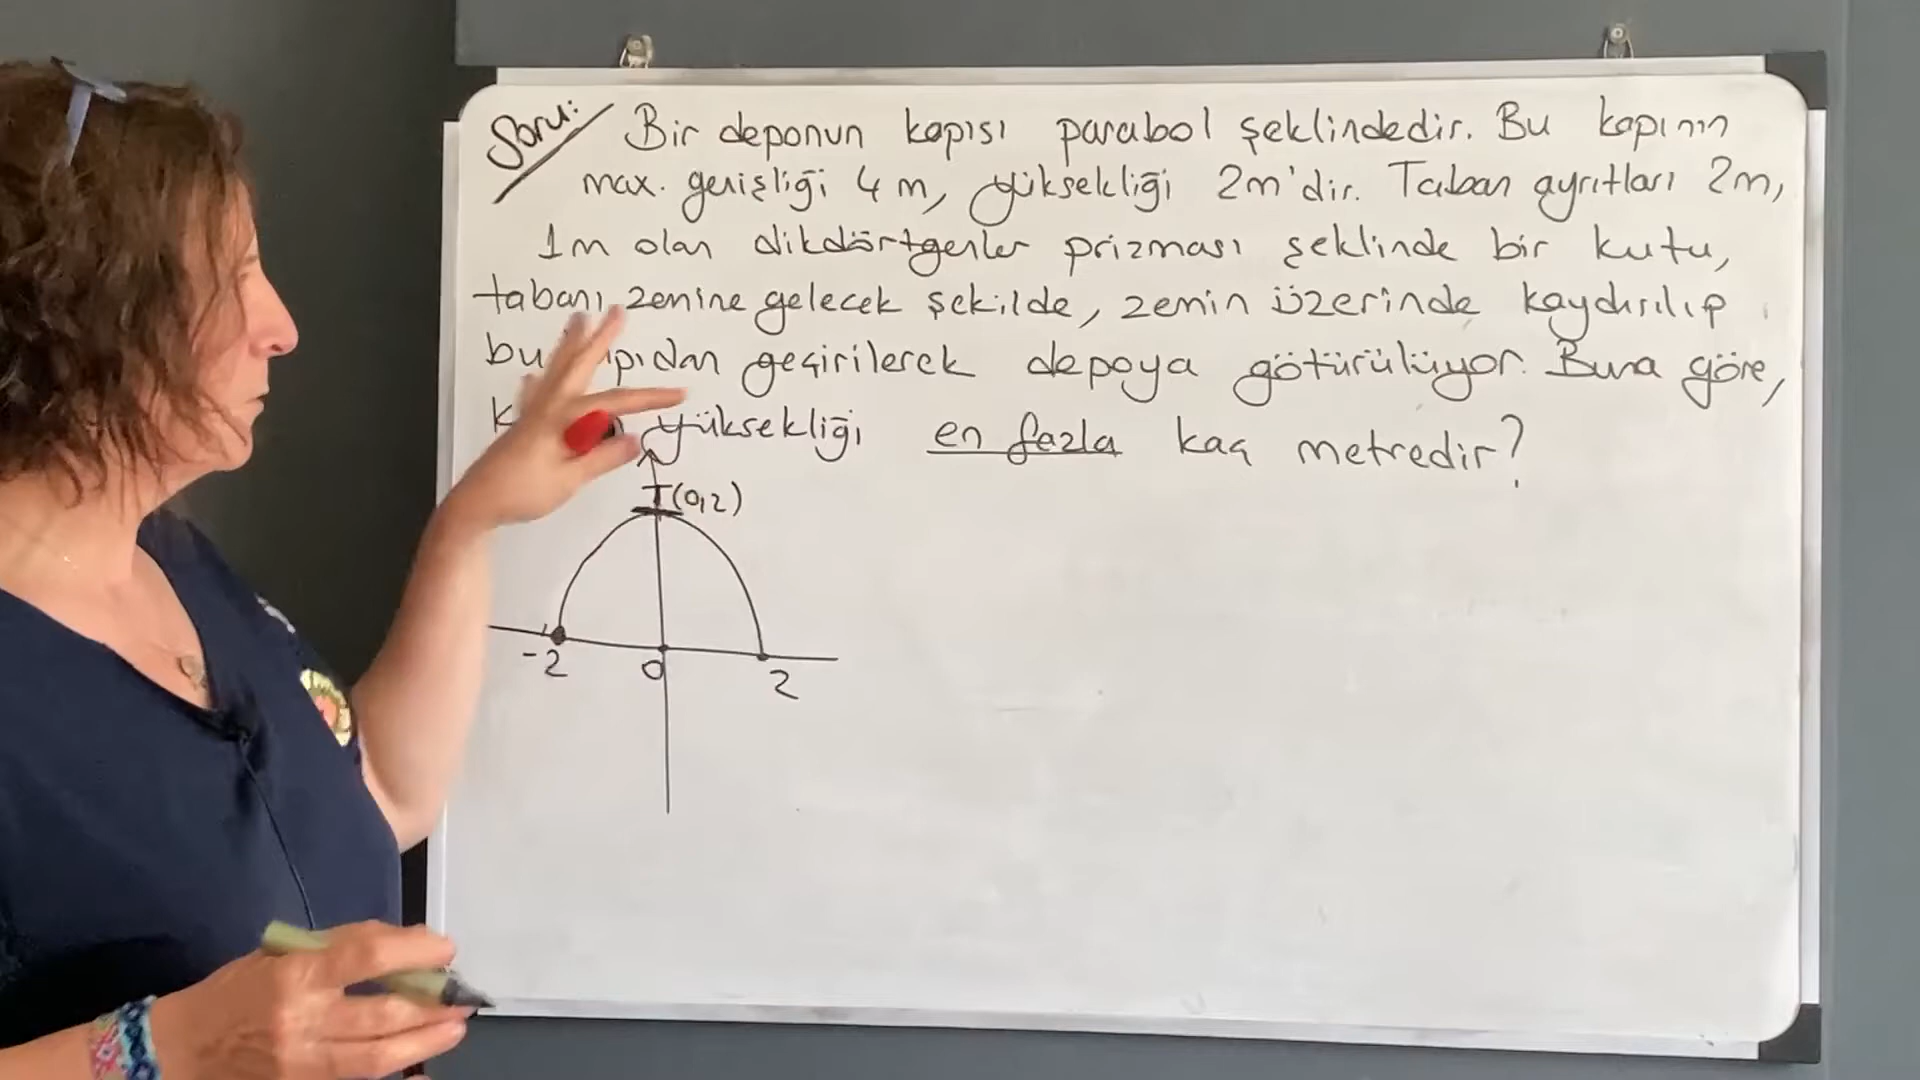 Soru:
Bir deponun kapısı parabol şeklindedir. Bu kapının
max. genişliği 4 m, yüksekliği 2m'dir. Taban ayrıtları 2m,
1m olan dikdörtgenler prizması şeklinde bir kutu,
tabanı zemine gelecek şekilde, zemin üzerinde kaydırılıp
bu geçirilerek depoya götürülüyor. Buna göre,
yüksekliği en fazla kaç metredir?
T(0,2)
-2 0 2